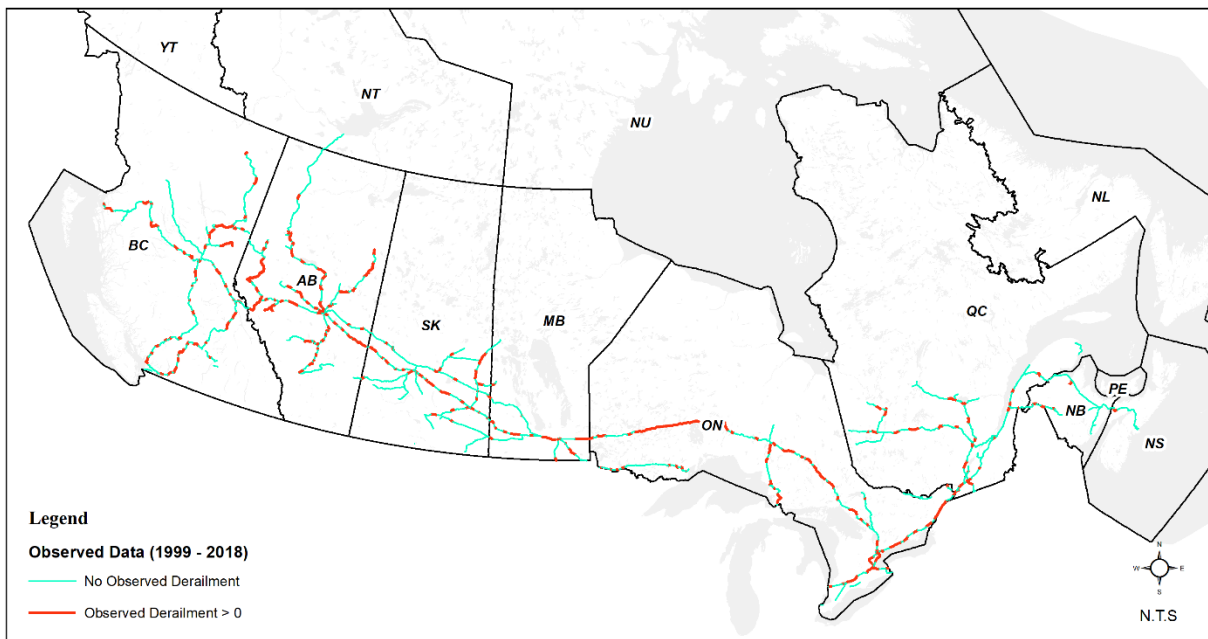 YT
NT
NU
NL
BC
AB
SK
MB
QC
ON
PE
NB
NS
Legend
Observed Data (1999 - 2018)
No Observed Derailment
Observed Derailment > 0
N
W E
S
N.T.S